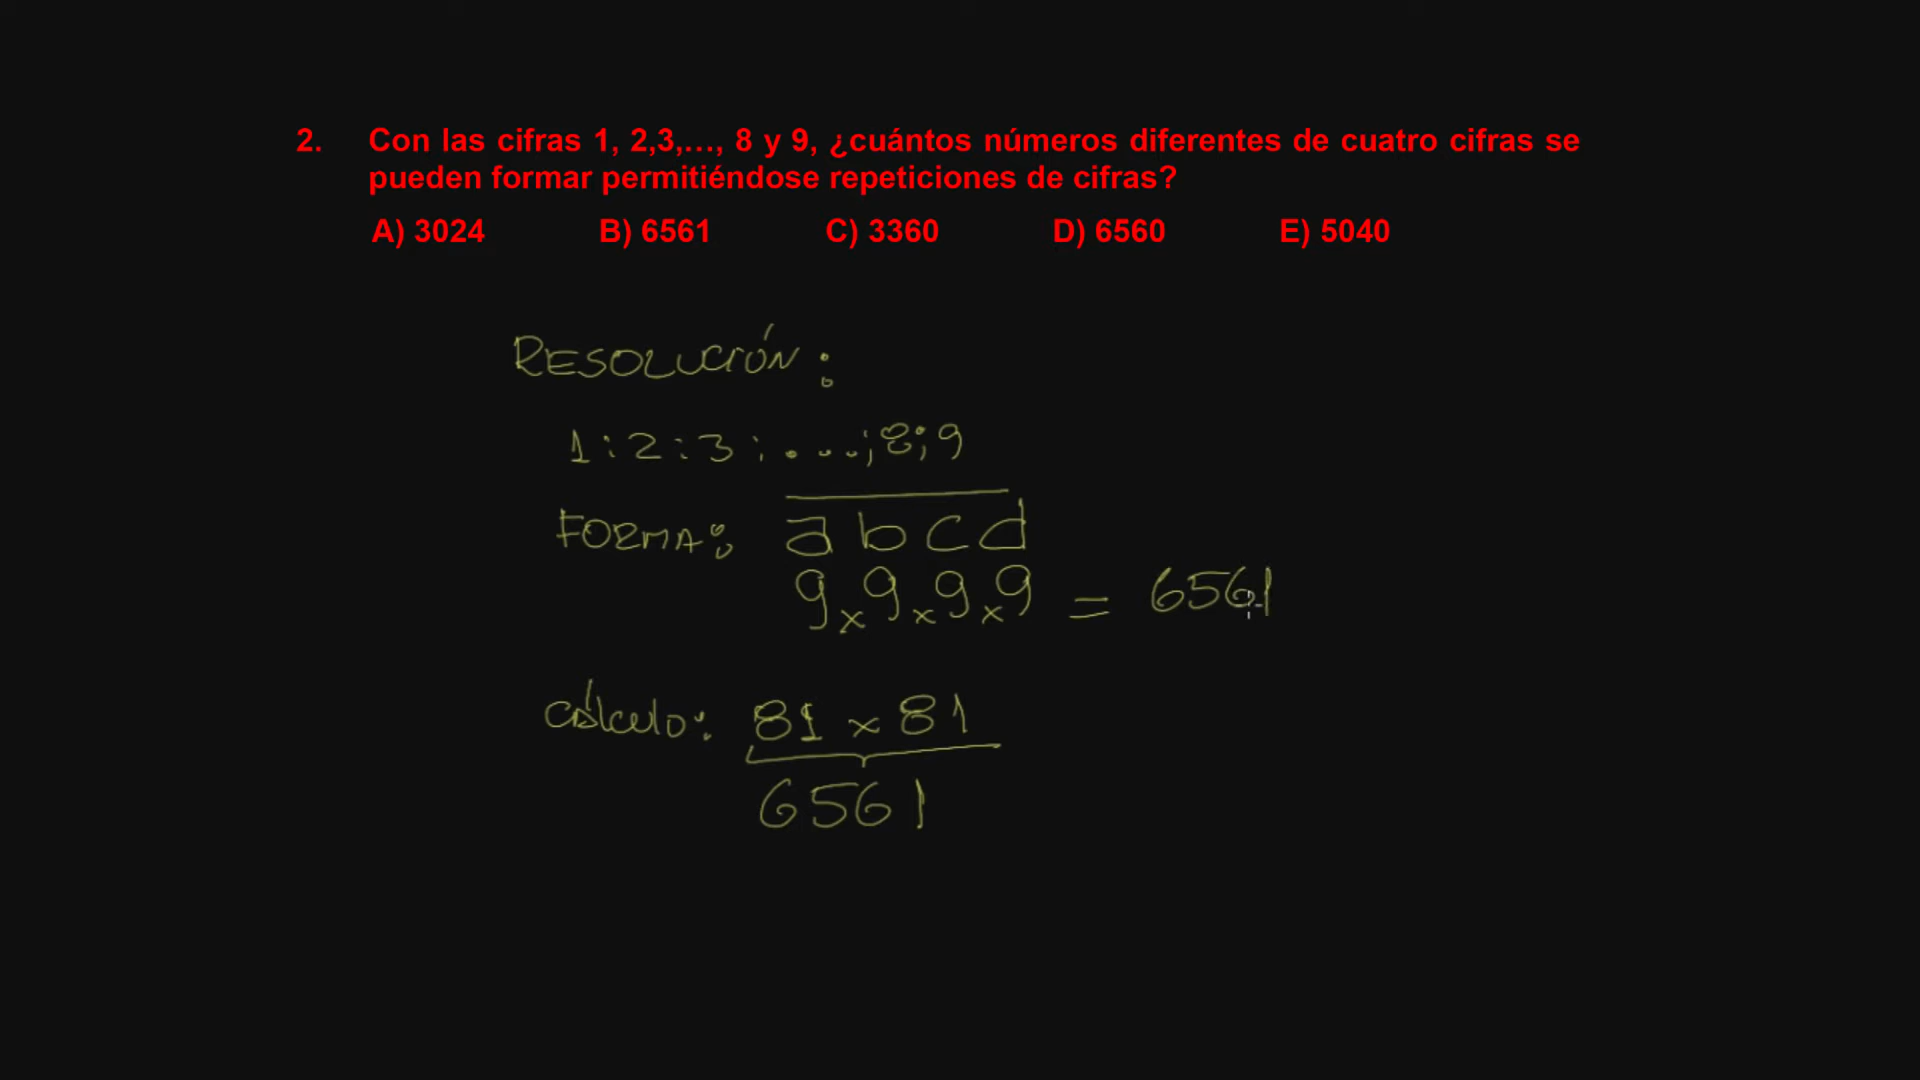 2. Con las cifras 1, 2,3,..., 8 y 9, ¿cuántos números diferentes de cuatro cifras se
pueden formar permitiéndose repeticiones de cifras?
A) 3024 B) 6561 C) 3360 D) 6560 E) 5040
RESOLUCIÓN:
1:2:3:...;8;9
FORMA: abcd
9x9x9x9 = 6561
cálculo: 81 x 81
6561